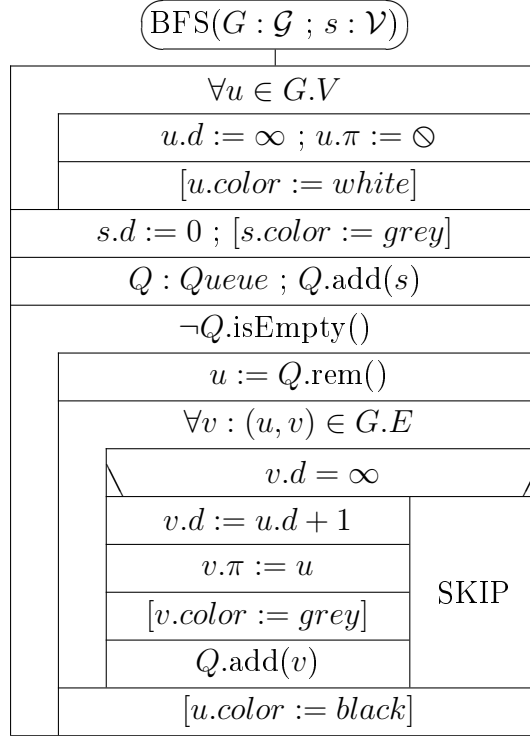 BFS(G : 𝒢 ; s : 𝒱)
∀u ∈ G.V
u.d := ∞ ; u.π := ⦸
[u.color := white]
s.d := 0 ; [s.color := grey]
Q : Queue ; Q.add(s)
¬Q.isEmpty()
u := Q.rem()
∀v : (u, v) ∈ G.E
v.d = ∞
v.d := u.d + 1
v.π := u
[v.color := grey]
SKIP
Q.add(v)
[u.color := black]